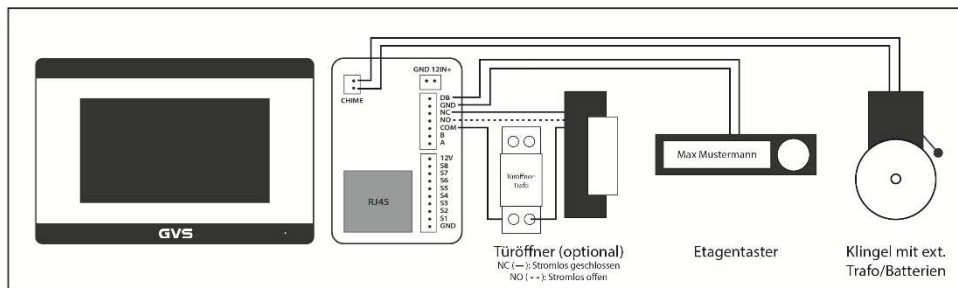 GVS
CHIME
GND 12IN+
DB
GND
NC
NO
COM
B
A
12V
S8
S7
S6
S5
S4
S3
S2
S1
GND
RJ45
Türöffner
Trafo
Türöffner (optional)
NC (—): Stromlos geschlossen
NO (- -): Stromlos offen
Max Mustermann
Etagentaster
Klingel mit ext.
Trafo/Batterien